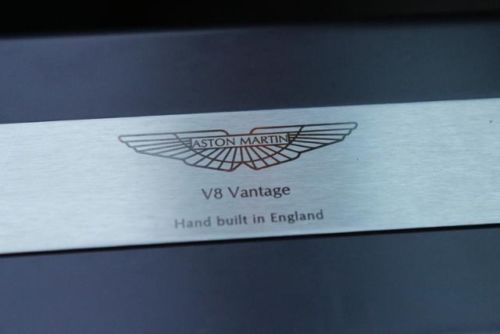 ASTON MARTIN
V8 Vantage
Hand built in England